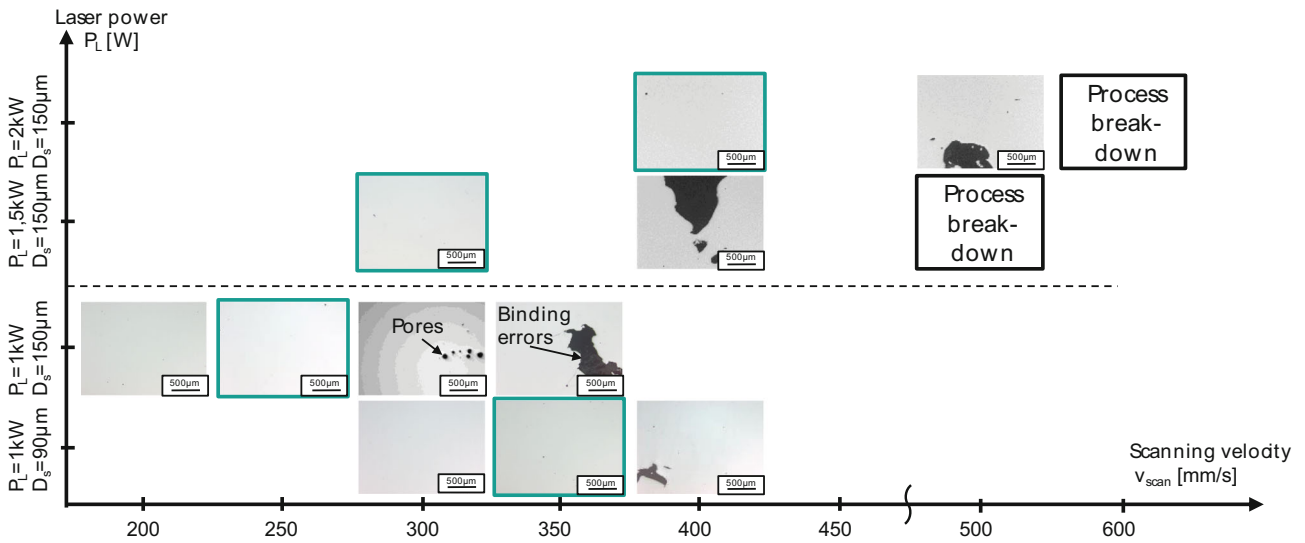 Laser power
P_L [W]
P_L=2kW
D_s=150µm
Process
break-
down
500µm
500µm
P_L=1,5kW
D_s=150µm
Process
break-
down
500µm
500µm
P_L=1kW
D_s=150µm
Pores
Binding
errors
500µm
500µm
500µm
500µm
P_L=1kW
D_s=90µm
500µm
500µm
500µm
Scanning velocity
v_scan [mm/s]
200 250 300 350 400 450 500 600